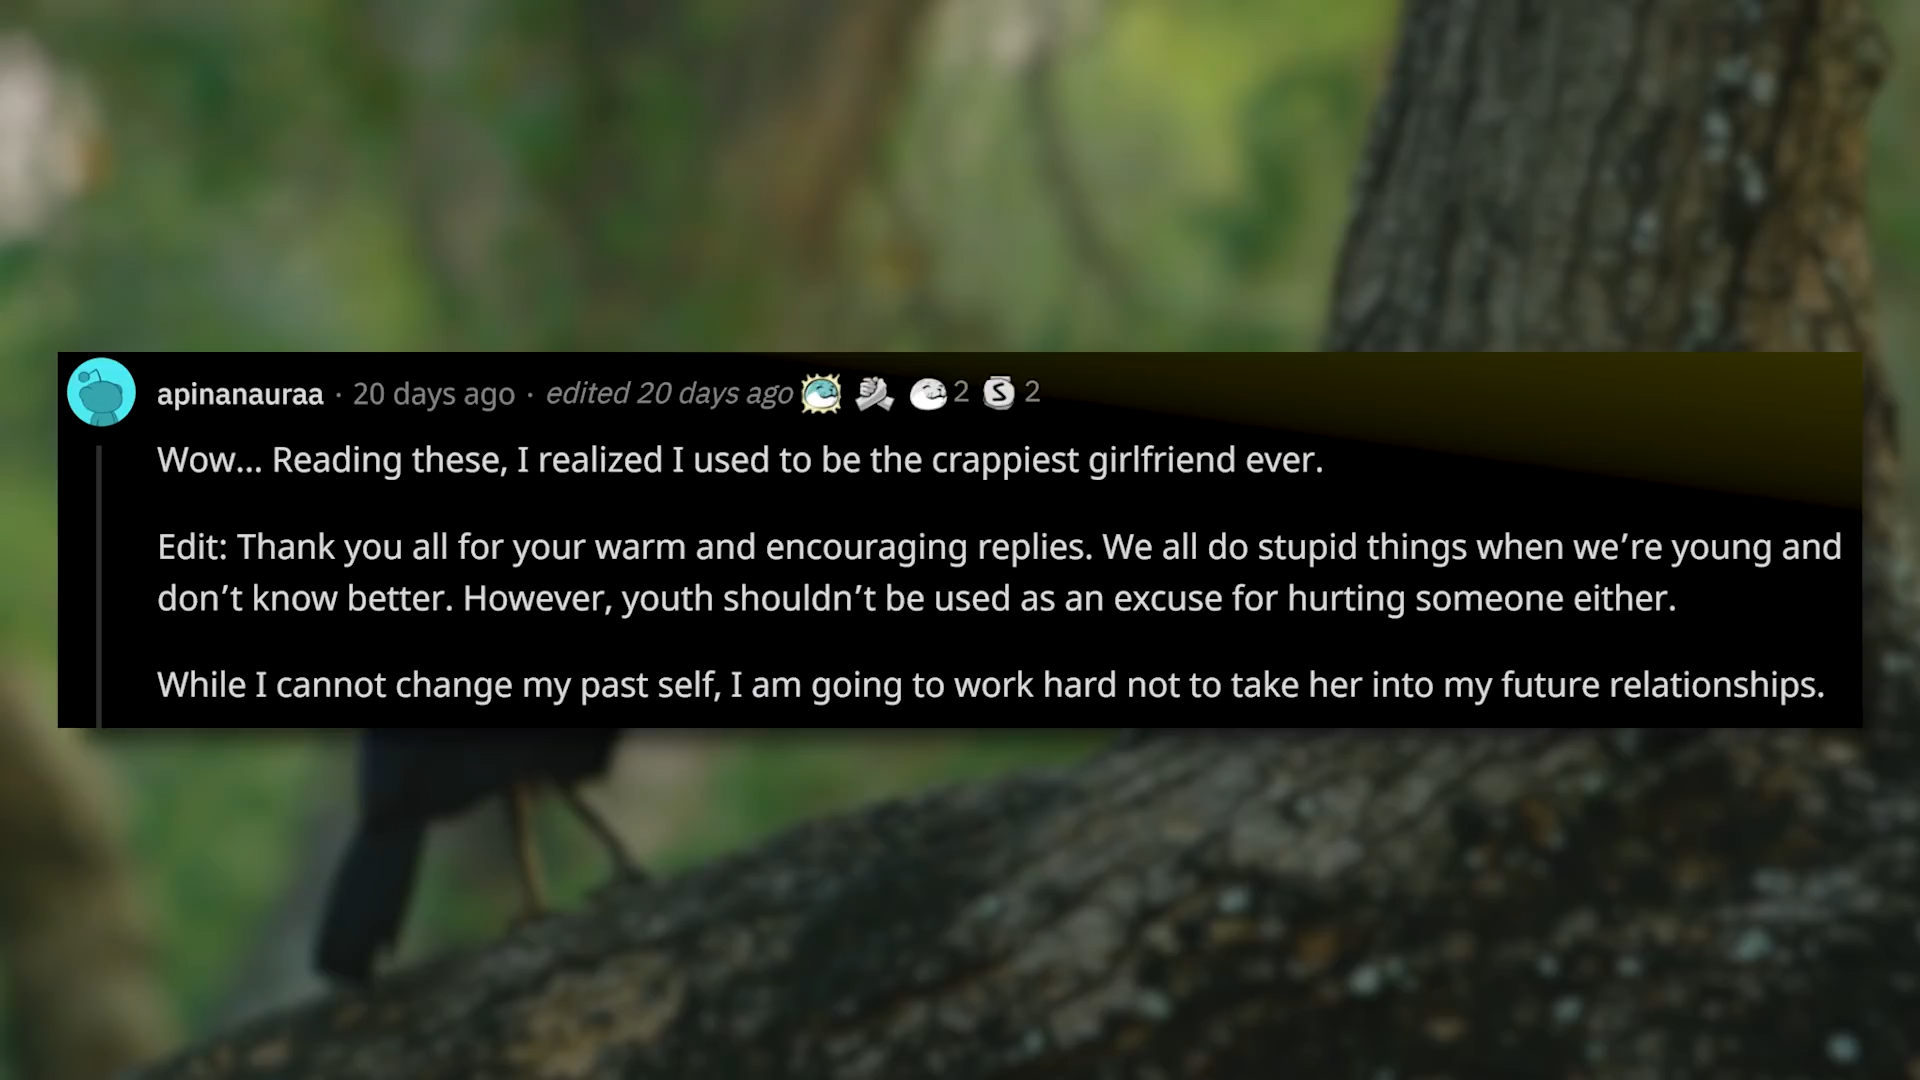 apinanauraa · 20 days ago · edited 20 days ago 2 S 2
Wow... Reading these, I realized I used to be the crappiest girlfriend ever.
Edit: Thank you all for your warm and encouraging replies. We all do stupid things when we’re young and
don’t know better. However, youth shouldn’t be used as an excuse for hurting someone either.
While I cannot change my past self, I am going to work hard not to take her into my future relationships.